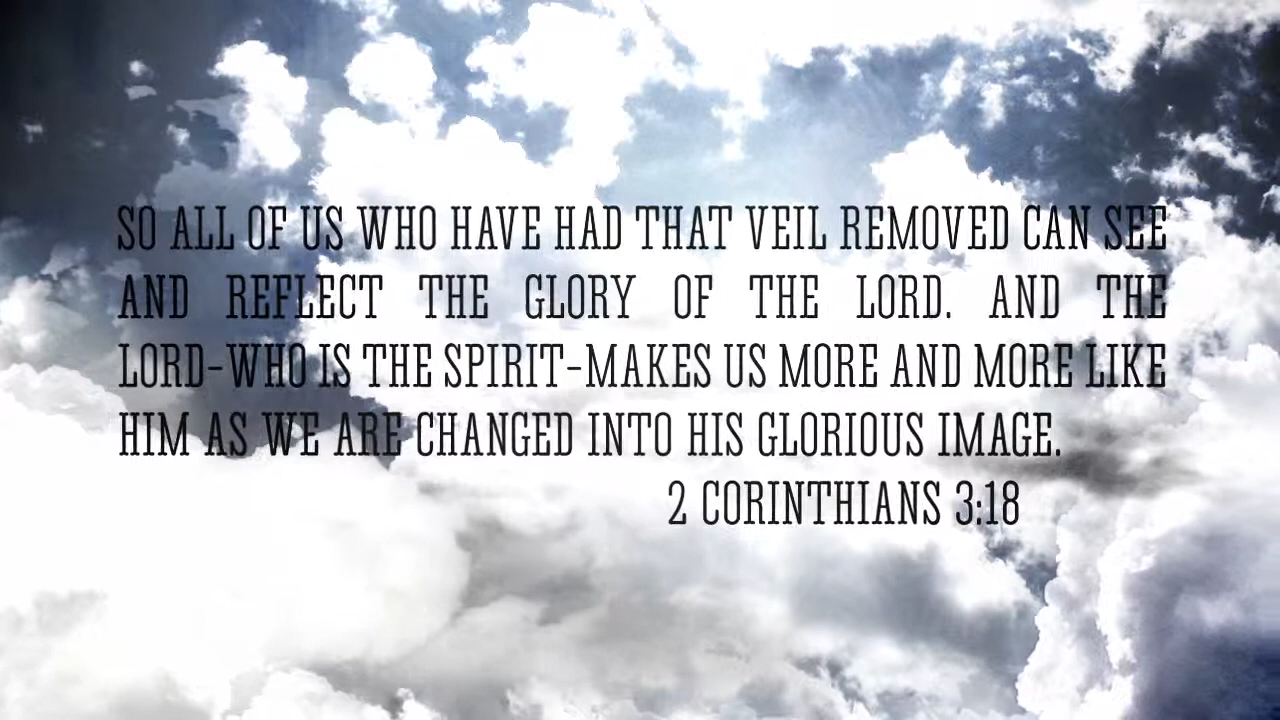 SO ALL OF US WHO HAVE HAD THAT VEIL REMOVED CAN SEE
AND REFLECT THE GLORY OF THE LORD. AND THE
LORD-WHO IS THE SPIRIT-MAKES US MORE AND MORE LIKE
HIM AS WE ARE CHANGED INTO HIS GLORIOUS IMAGE.
2 CORINTHIANS 3:18